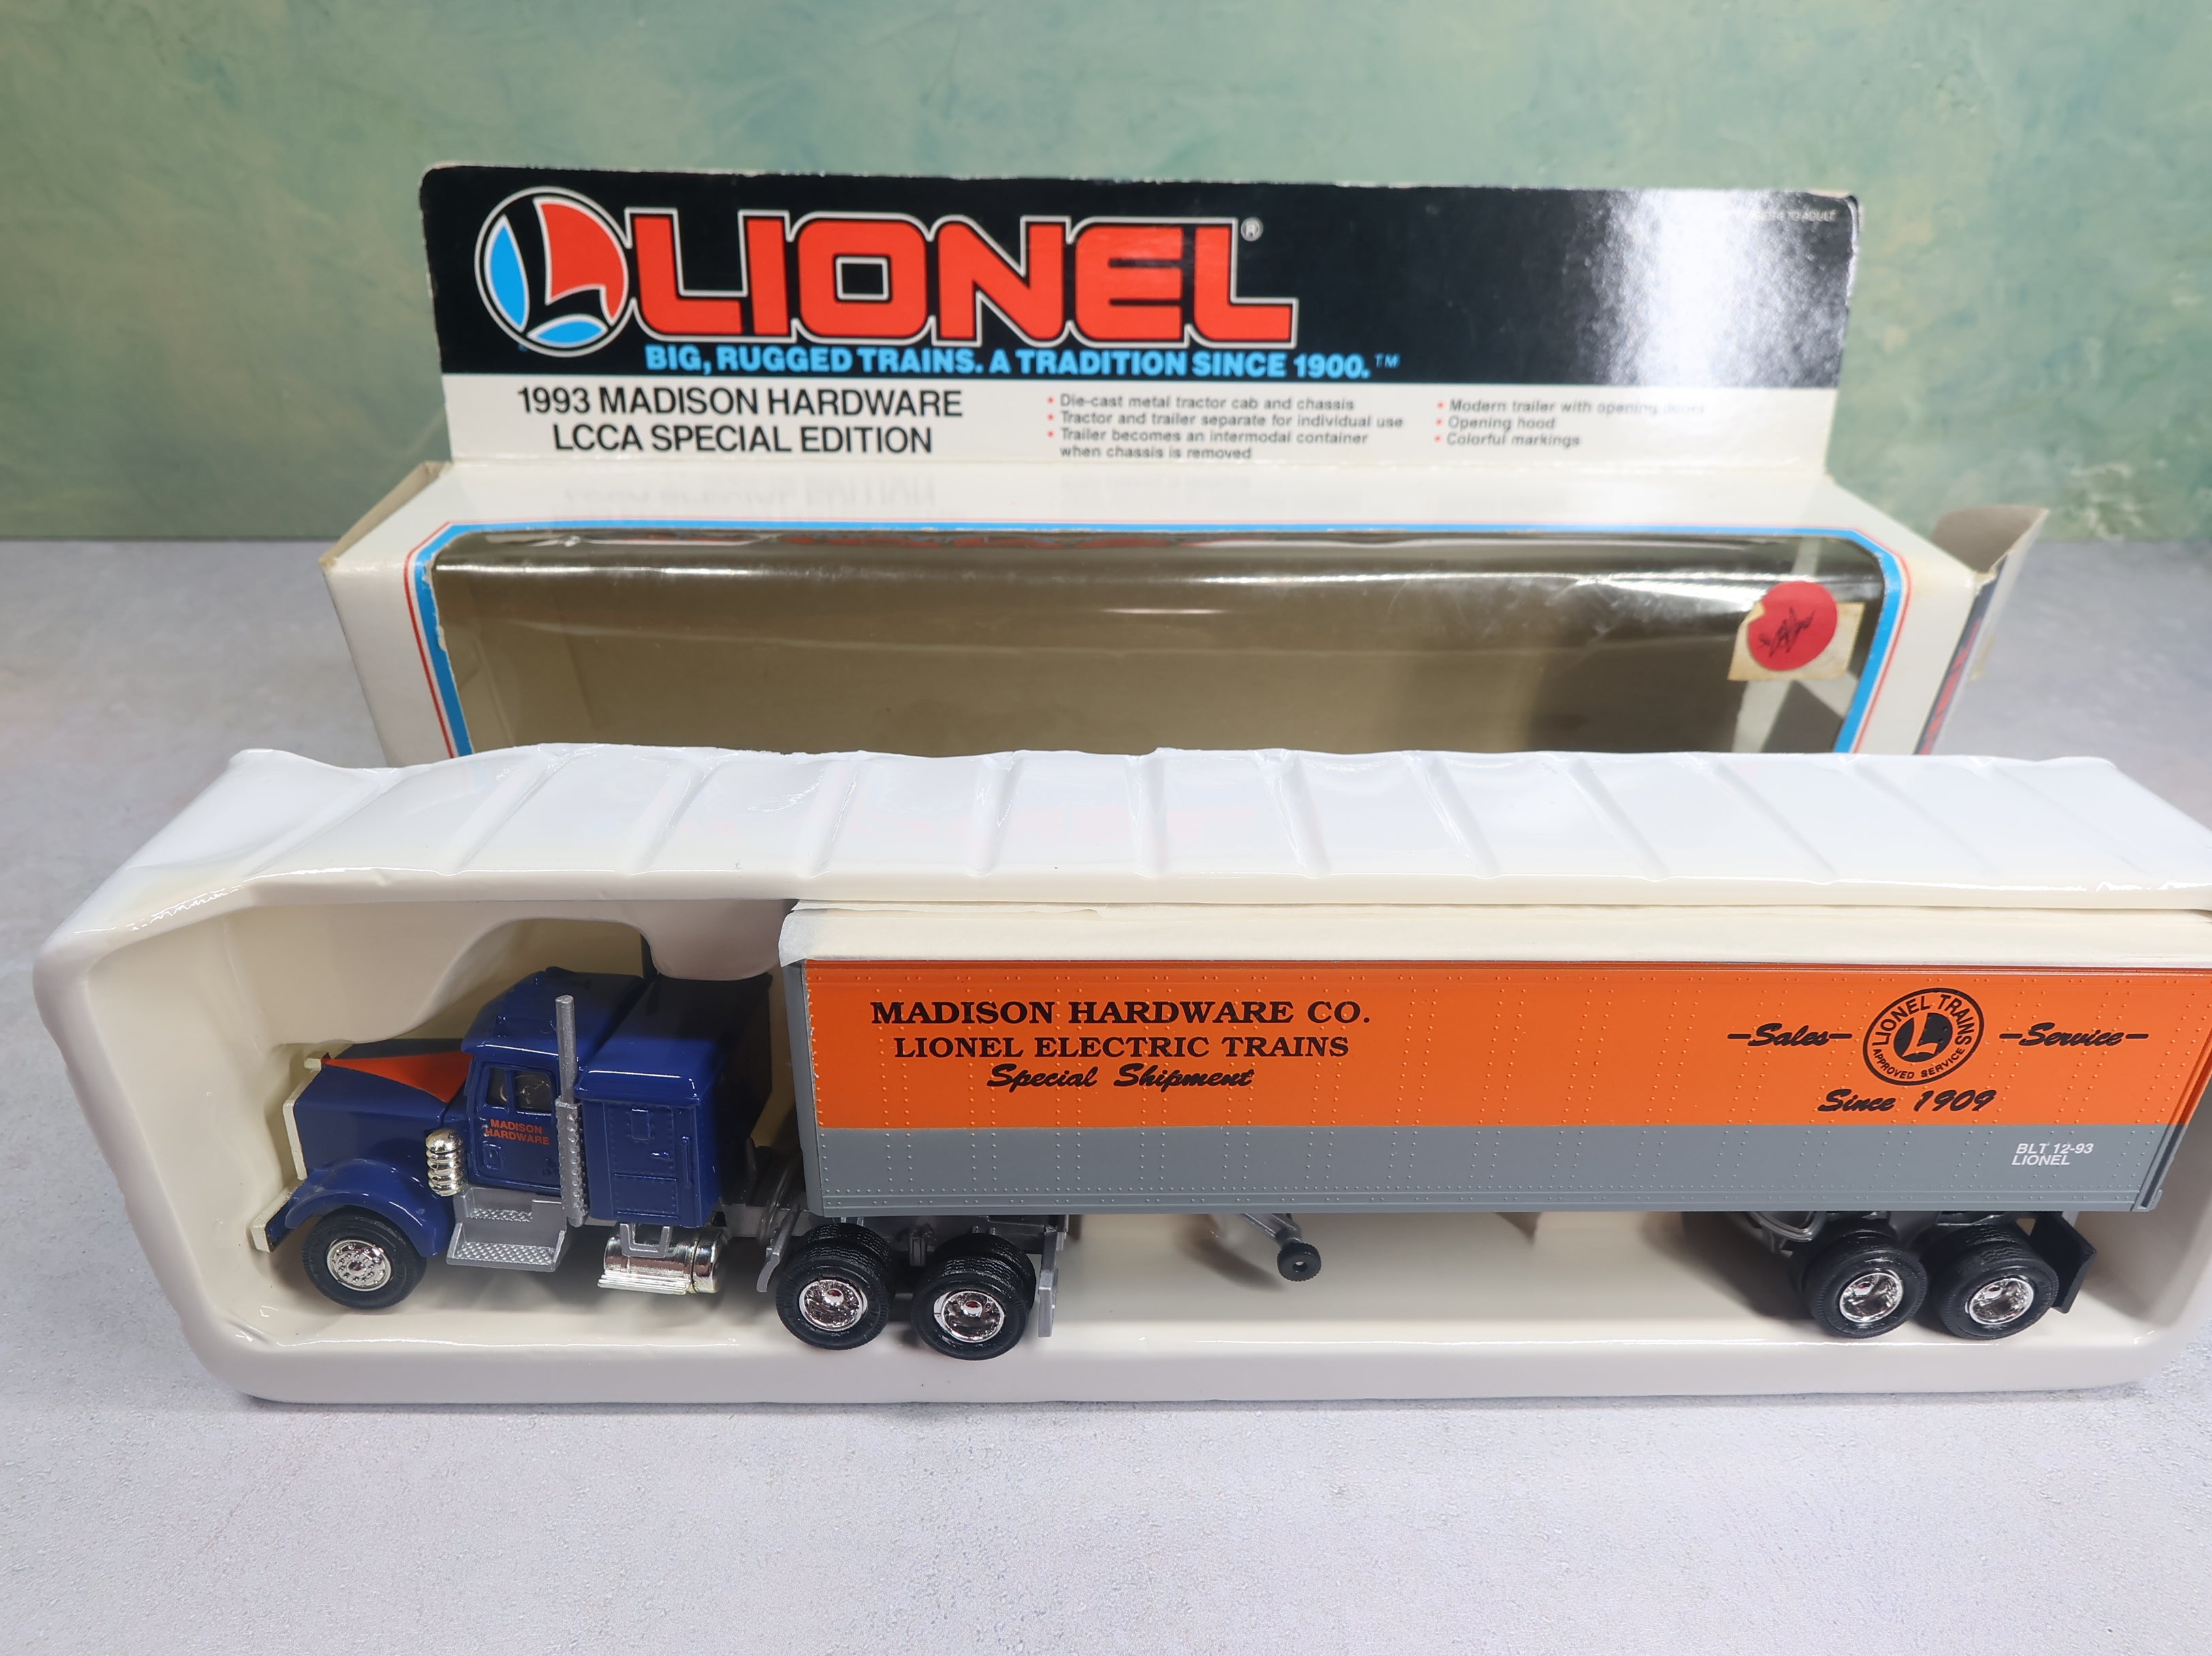 LIONEL®
BIG, RUGGED TRAINS. A TRADITION SINCE 1900.™
1993 MADISON HARDWARE
LCCA SPECIAL EDITION
• Die-cast metal tractor cab and chassis
• Tractor and trailer separate for individual use
• Trailer becomes an intermodal container
when chassis is removed
• Modern trailer with opening doors
• Opening hood
• Colorful markings
MADISON HARDWARE CO.
LIONEL ELECTRIC TRAINS
Special Shipment
–Sales–
LIONEL TRAINS
L
APPROVED SERVICE
–Service–
Since 1909
BLT 12-93
LIONEL
MADISON
HARDWARE